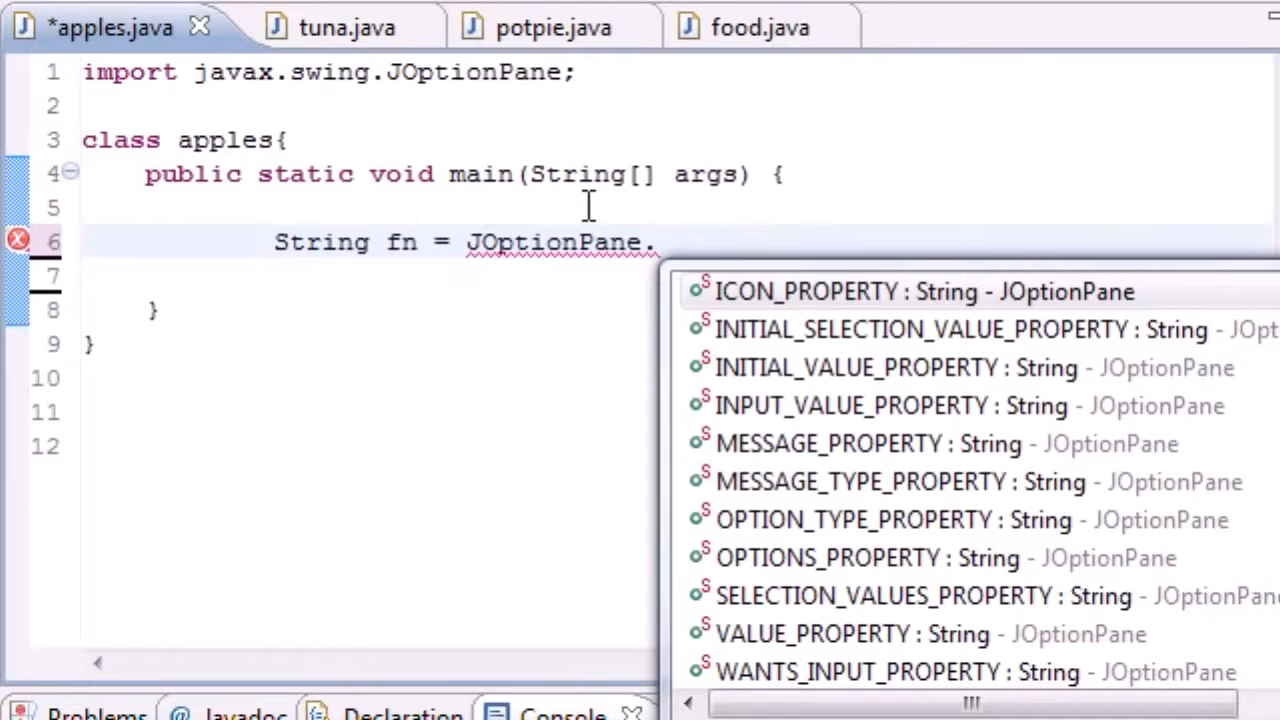 *apples.java tuna.java potpie.java food.java
1 import javax.swing.JOptionPane;
2
3 class apples{
4 public static void main(String[] args) {
5
6 String fn = JOptionPane.
7
8 }
9 }
10
11
12
ICON_PROPERTY : String - JOptionPane
INITIAL_SELECTION_VALUE_PROPERTY : String - JOpt
INITIAL_VALUE_PROPERTY : String - JOptionPane
INPUT_VALUE_PROPERTY : String - JOptionPane
MESSAGE_PROPERTY : String - JOptionPane
MESSAGE_TYPE_PROPERTY : String - JOptionPane
OPTION_TYPE_PROPERTY : String - JOptionPane
OPTIONS_PROPERTY : String - JOptionPane
SELECTION_VALUES_PROPERTY : String - JOptionPane
VALUE_PROPERTY : String - JOptionPane
WANTS_INPUT_PROPERTY : String - JOptionPane
Problems @ Javadoc Declaration Console